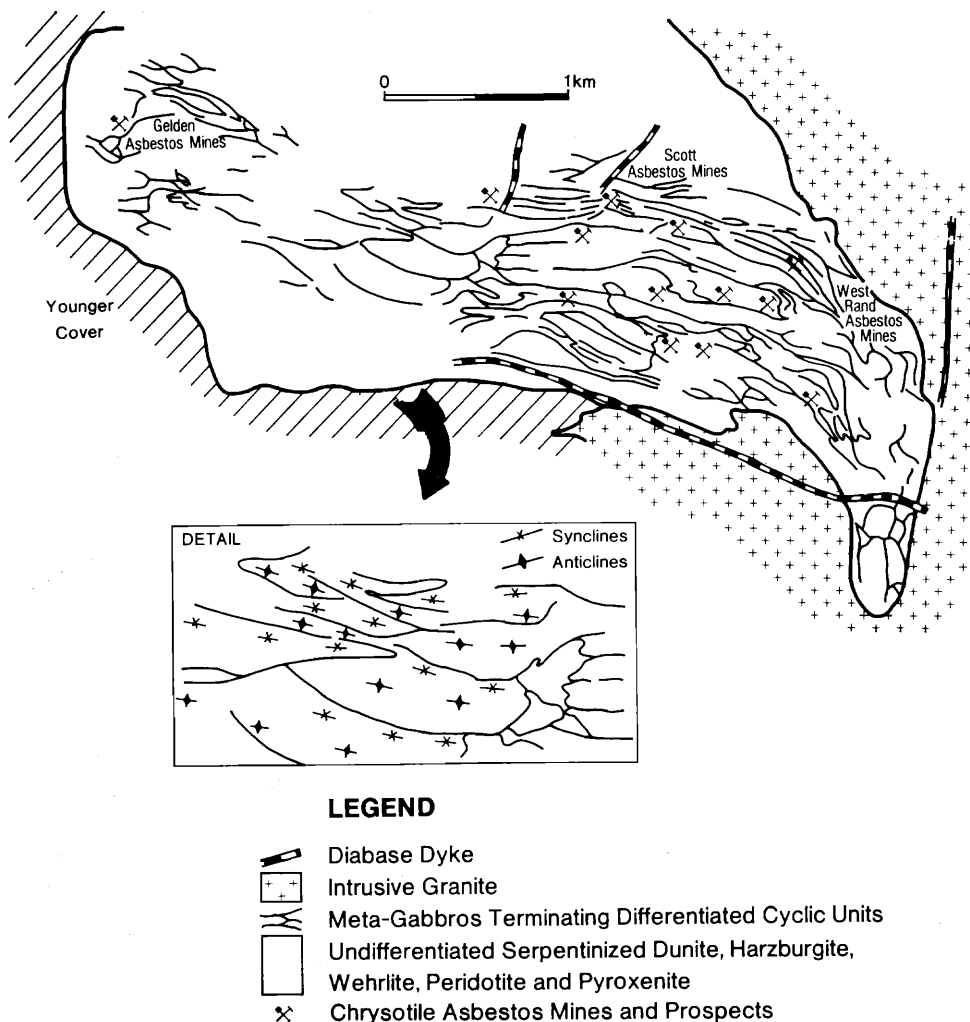 0
1km
Gelden
Asbestos Mines
Scott
Asbestos Mines
West
Rand
Asbestos
Mines
Younger
Cover
DETAIL
Synclines
Anticlines
LEGEND
Diabase Dyke
Intrusive Granite
Meta-Gabbros Terminating Differentiated Cyclic Units
Undifferentiated Serpentinized Dunite, Harzburgite,
Wehrlite, Peridotite and Pyroxenite
Chrysotile Asbestos Mines and Prospects